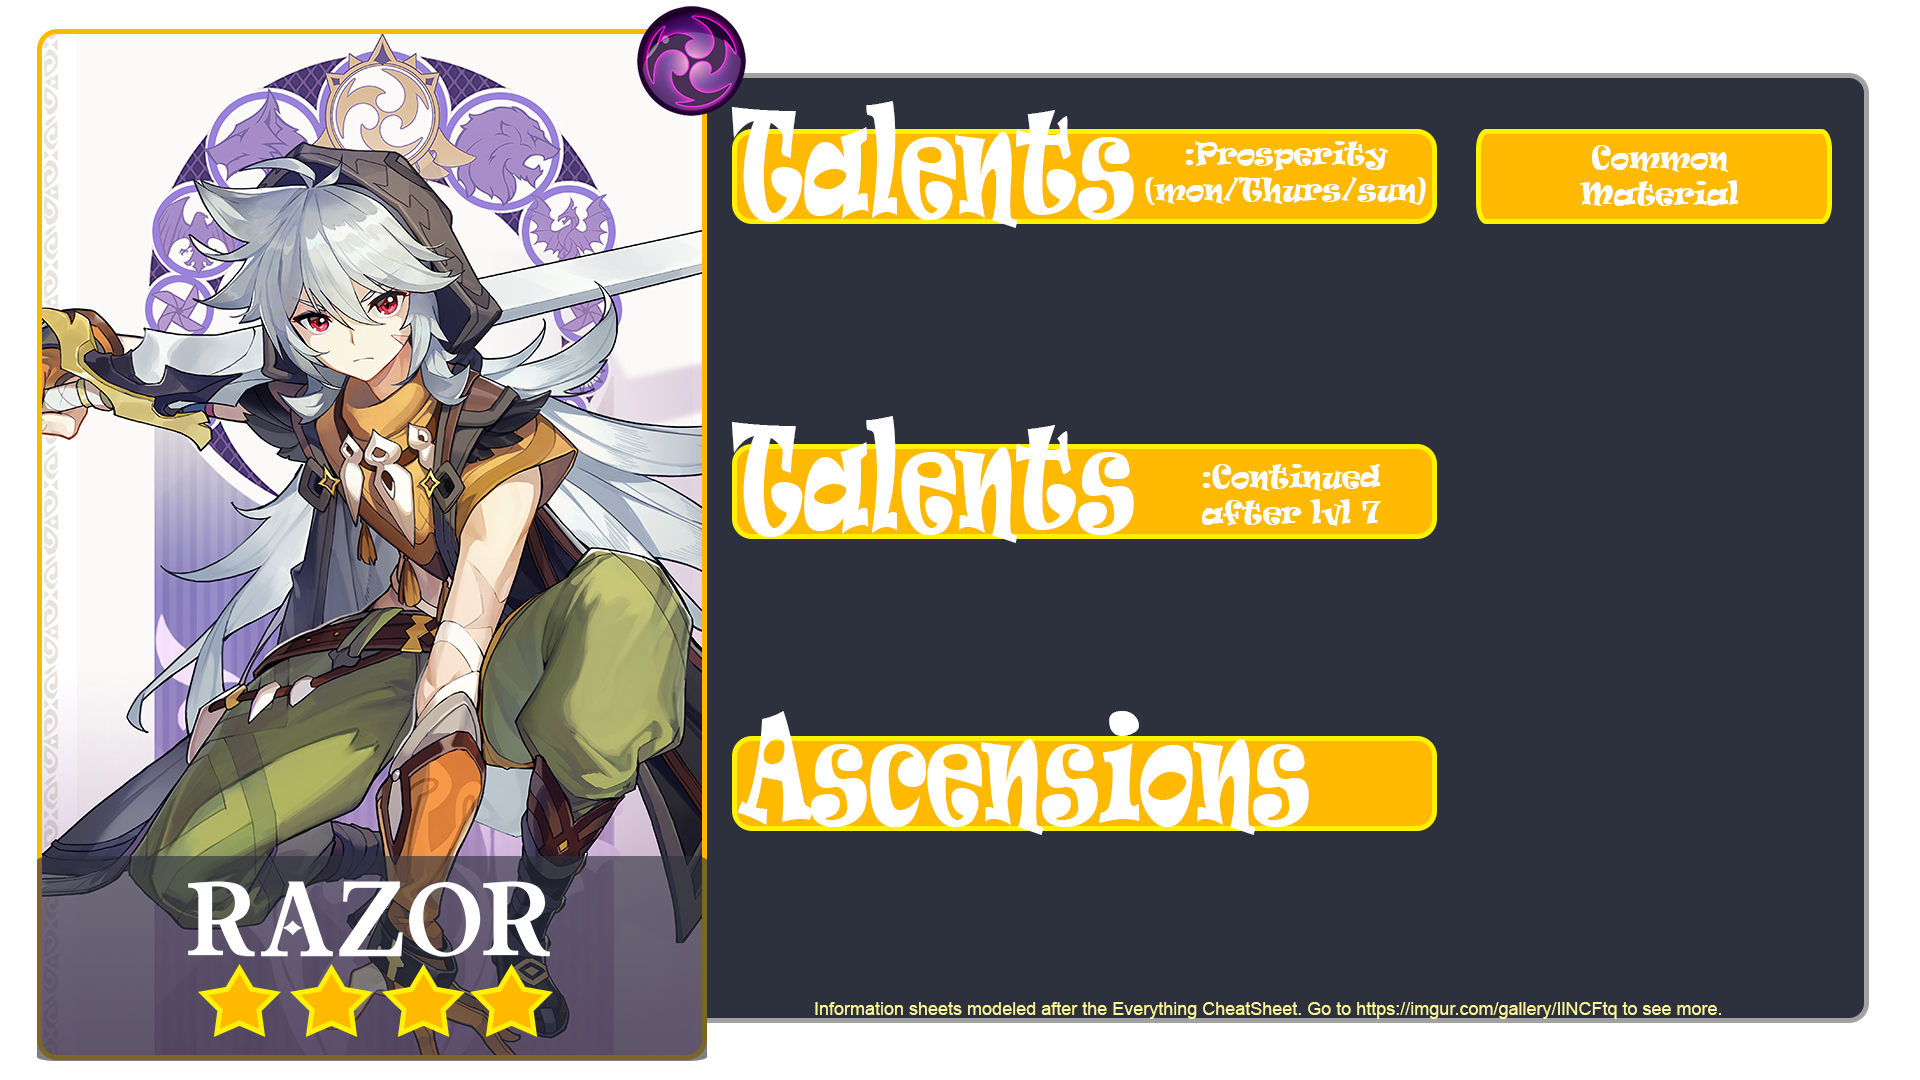 Talents
:Prosperity
(mon/Thurs/sun)
Common
Material
Talents
:Continued
after lvl 7
Ascensions
RAZOR
Information sheets modeled after the Everything CheatSheet. Go to https://imgur.com/gallery/IINCFtq to see more.